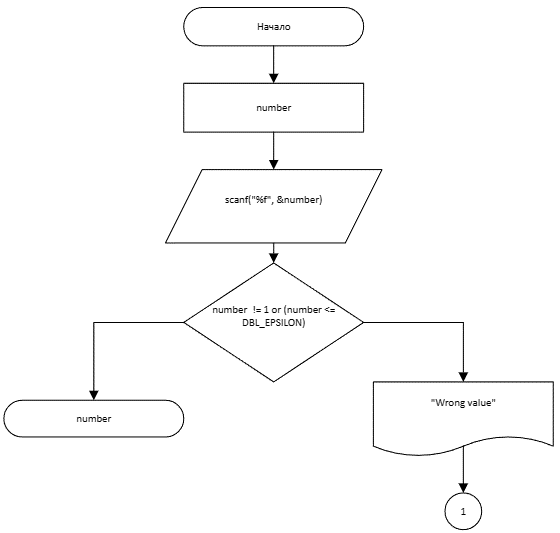 Начало
number
scanf("%f", &number)
number  != 1 or (number <=
DBL_EPSILON)
number
"Wrong value"
1